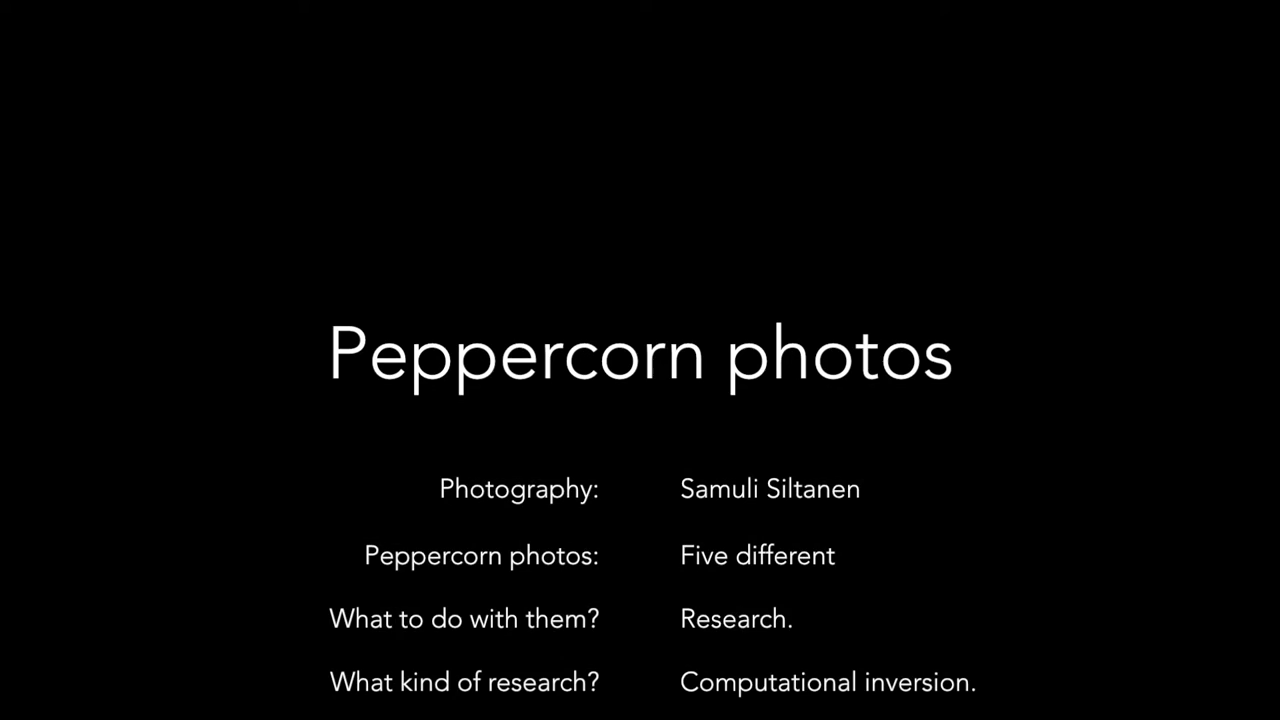 Peppercorn photos
Photography: Samuli Siltanen
Peppercorn photos: Five different
What to do with them? Research.
What kind of research? Computational inversion.